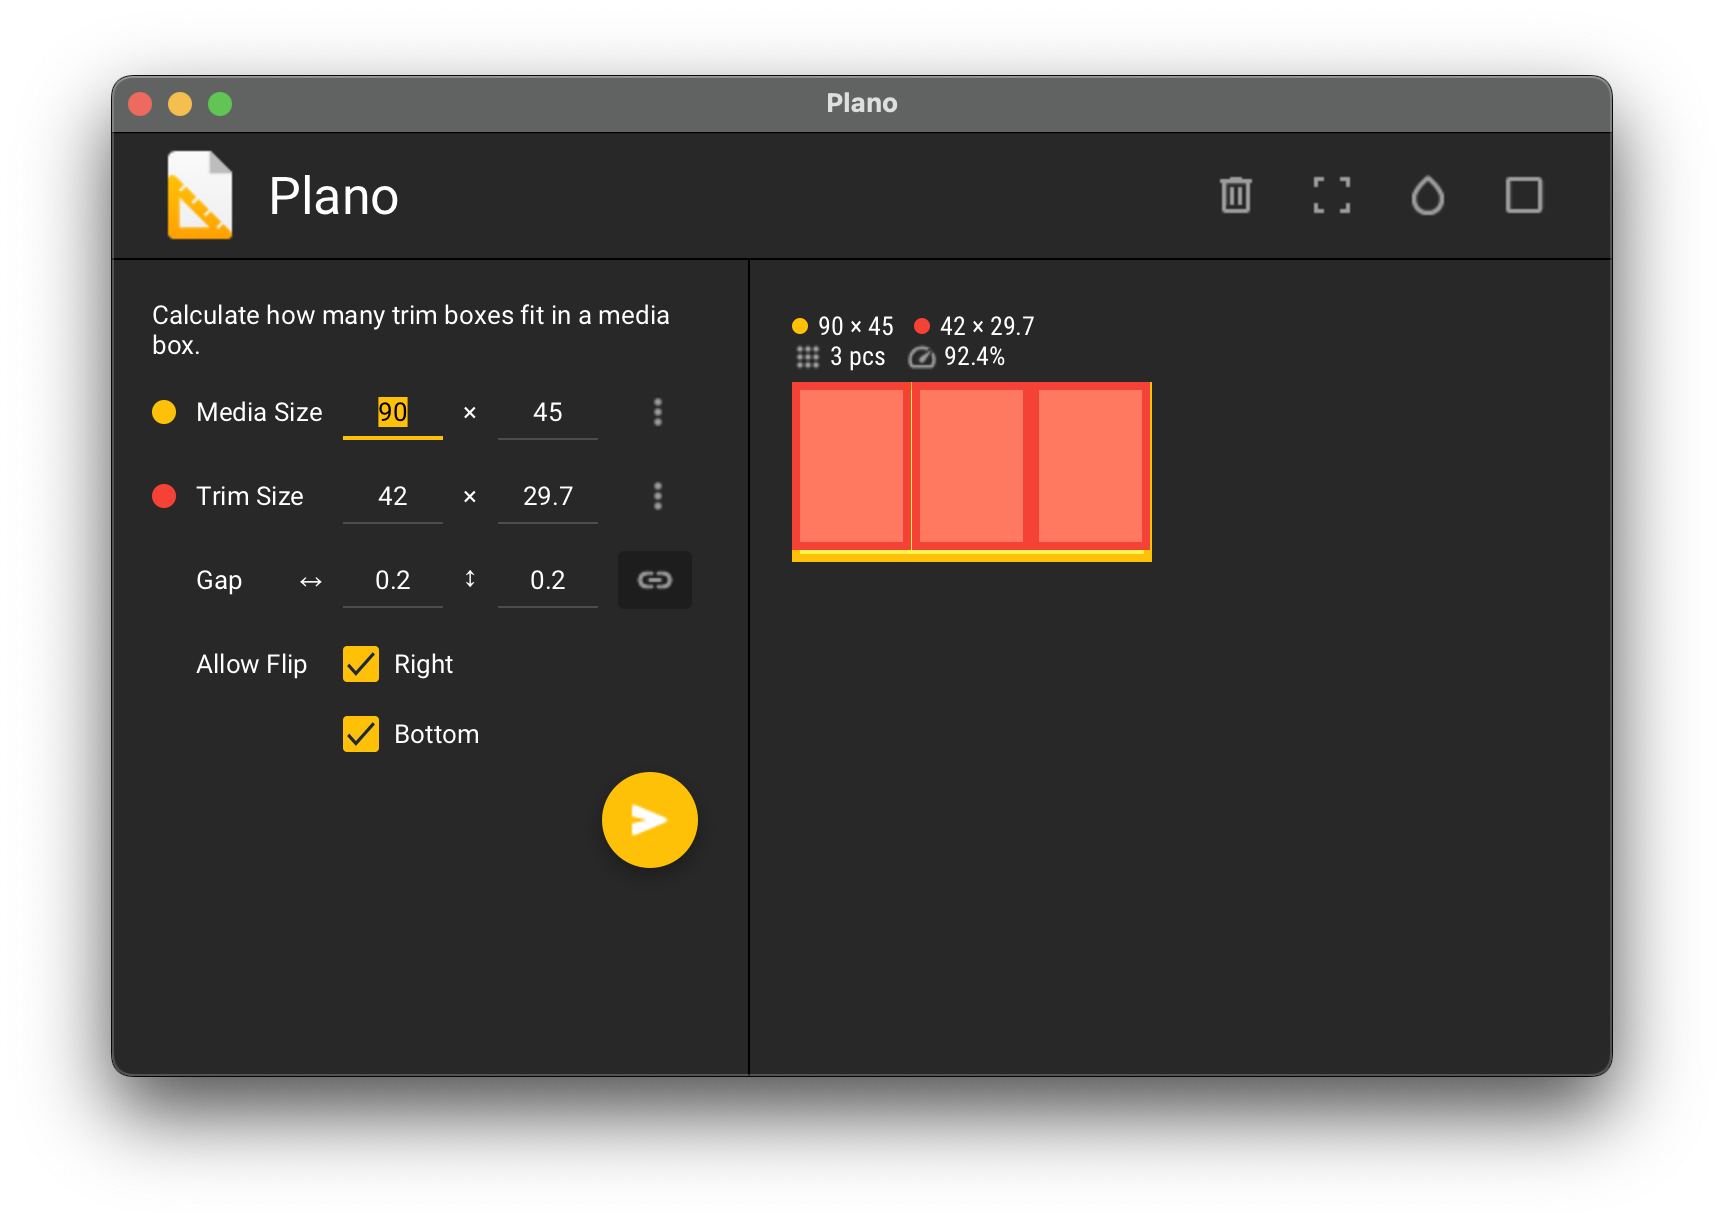 Plano
Plano
Calculate how many trim boxes fit in a media
box.
Media Size 90 × 45
Trim Size 42 × 29.7
Gap ↔ 0.2 ↕ 0.2
Allow Flip Right
Bottom
90 × 45 42 × 29.7
3 pcs 92.4%